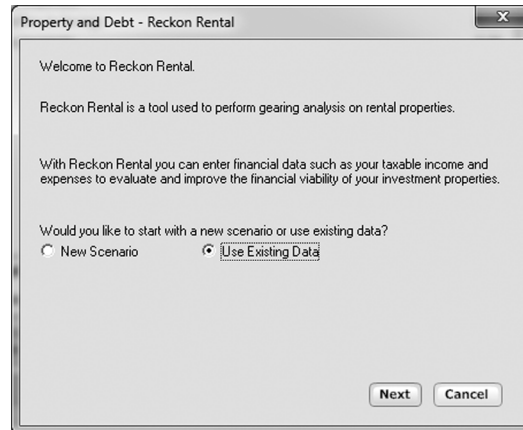 Property and Debt - Reckon Rental
Welcome to Reckon Rental.
Reckon Rental is a tool used to perform gearing analysis on rental properties.
With Reckon Rental you can enter financial data such as your taxable income and
expenses to evaluate and improve the financial viability of your investment properties.
Would you like to start with a new scenario or use existing data?
New Scenario Use Existing Data
Next Cancel